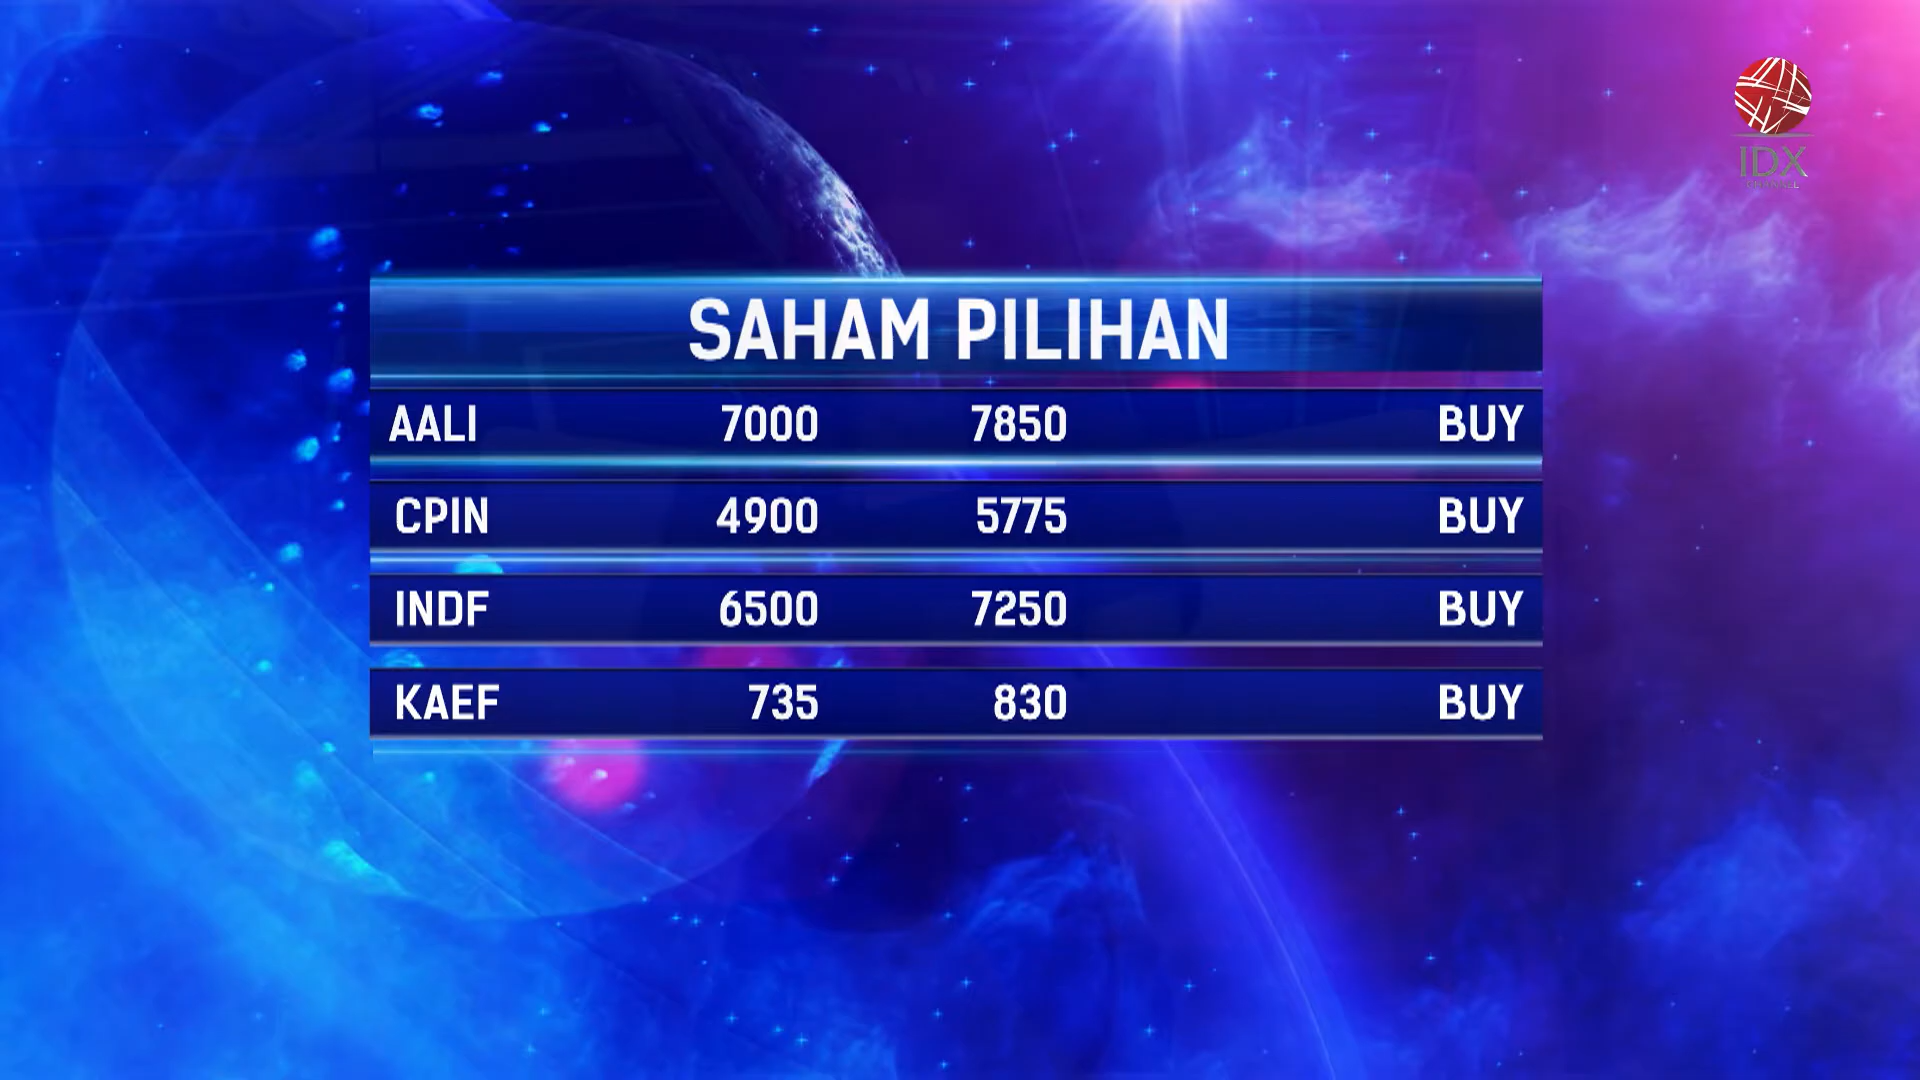 IDX
CHANNEL
SAHAM PILIHAN
AALI 7000 7850 BUY
CPIN 4900 5775 BUY
INDF 6500 7250 BUY
KAEF 735 830 BUY